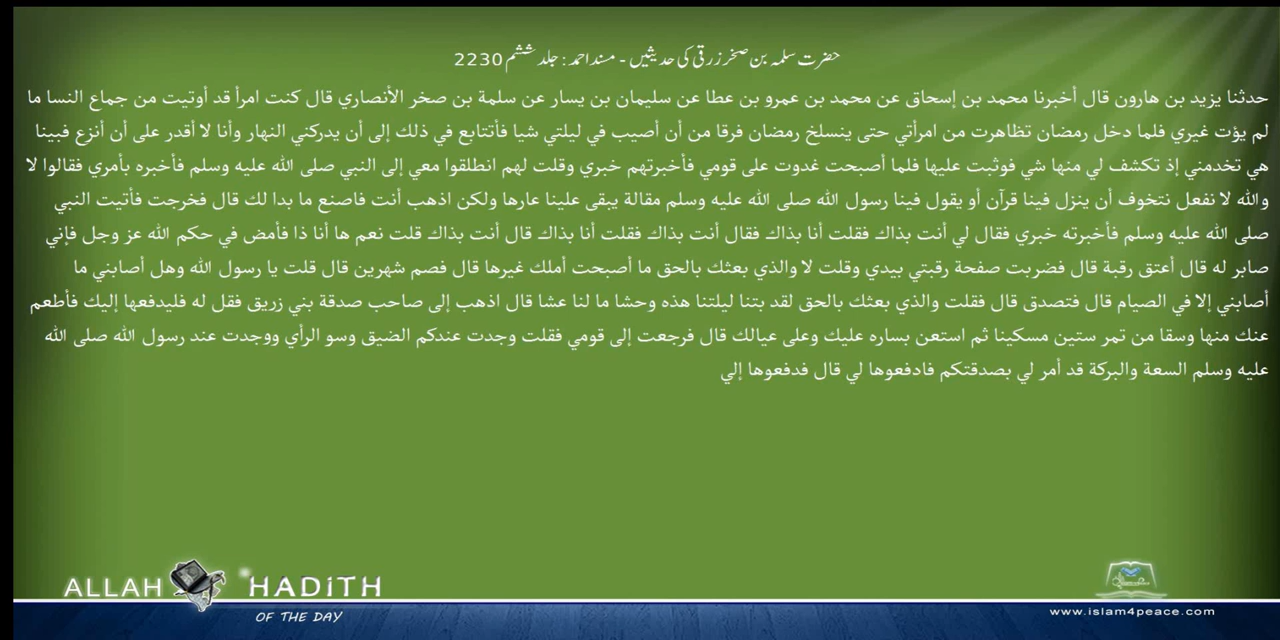 حضرت سلمہ بن صخر زرقی کی حدیثیں - مسند احمد : جلد ششم 2230
حدثنا يزيد بن هارون قال أخبرنا محمد بن إسحاق عن محمد بن عمرو بن عطا عن سليمان بن يسار عن سلمة بن صخر الأنصاري قال كنت امرأ قد أوتيت من جماع النسا ما
لم يؤت غيري فلما دخل رمضان تظاهرت من امرأتي حتى ينسلخ رمضان فرقا من أن أصيب في ليلتي شيا فأتتابع في ذلك إلى أن يدركني النهار وأنا لا أقدر على أن أنزع فبينا
هي تخدمني إذ تكشف لي منها شي فوثبت عليها فلما أصبحت غدوت على قومي فأخبرتهم خبري وقلت لهم انطلقوا معي إلى النبي صلى الله عليه وسلم فأخبره بأمري فقالوا لا
والله لا نفعل نتخوف أن ينزل فينا قرآن أو يقول فينا رسول الله صلى الله عليه وسلم مقالة يبقى علينا عارها ولكن اذهب أنت فاصنع ما بدا لك قال فخرجت فأتيت النبي
صلى الله عليه وسلم فأخبرته خبري فقال لي أنت بذاك فقلت أنا بذاك فقال أنت بذاك فقلت أنا بذاك قال أنت بذاك قلت نعم ها أنا ذا فأمض في حكم الله عز وجل فإني
صابر له قال أعتق رقبة قال فضربت صفحة رقبتي بيدي وقلت لا والذي بعثك بالحق ما أصبحت أملك غيرها قال فصم شهرين قال قلت يا رسول الله وهل أصابني ما
أصابني إلا في الصيام قال فتصدق قال فقلت والذي بعثك بالحق لقد بتنا ليلتنا هذه وحشا ما لنا عشا قال اذهب إلى صاحب صدقة بني زريق فقل له فليدفعها إليك فأطعم
عنك منها وسقا من تمر ستين مسكينا ثم استعن بساره عليك وعلى عيالك قال فرجعت إلى قومي فقلت وجدت عندكم الضيق وسو الرأي ووجدت عند رسول الله صلى الله
عليه وسلم السعة والبركة قد أمر لي بصدقتكم فادفعوها لي قال فدفعوها إلي
ALLAH HADITH
OF THE DAY
www.islam4peace.com